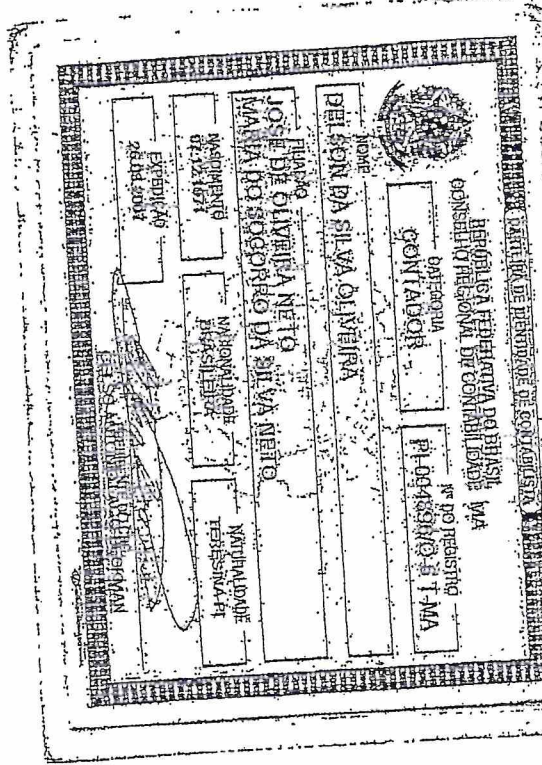 CARTEIRA DE IDENTIDADE DE CONTABILISTA
REPÚBLICA FEDERATIVA DO BRASIL
CONSELHO REGIONAL DE CONTABILIDADE MA
CATEGORIA
CONTADOR
Nº DO REGISTRO
T-MA
NOME
DELSON DA SILVA OLIVEIRA
FILIAÇÃO
JOSÉ DE OLIVEIRA NETO
MARIA DO SOCORRO DA SILVA NETO
NASCIMENTO
NACIONALIDADE
BRASILEIRA
NATURALIDADE
TERESINA-PI
EXPEDIÇÃO